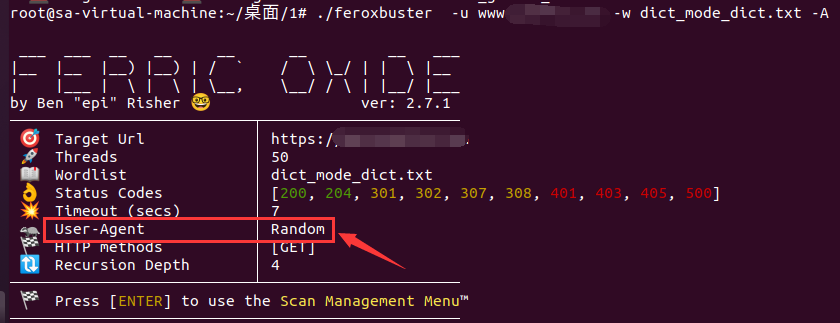 root@sa-virtual-machine:~/桌面/1# ./feroxbuster -u www -w dict_mode_dict.txt -A
FERRIC OXIDE
by Ben "epi" Risher 🤓 ver: 2.7.1
🎯 Target Url │ https:/
🚀 Threads │ 50
📖 Wordlist │ dict_mode_dict.txt
👌 Status Codes │ [200, 204, 301, 302, 307, 308, 401, 403, 405, 500]
💥 Timeout (secs) │ 7
🦡 User-Agent │ Random
🏁 HTTP methods │ [GET]
🔃 Recursion Depth │ 4
🏁 Press [ENTER] to use the Scan Management Menu™